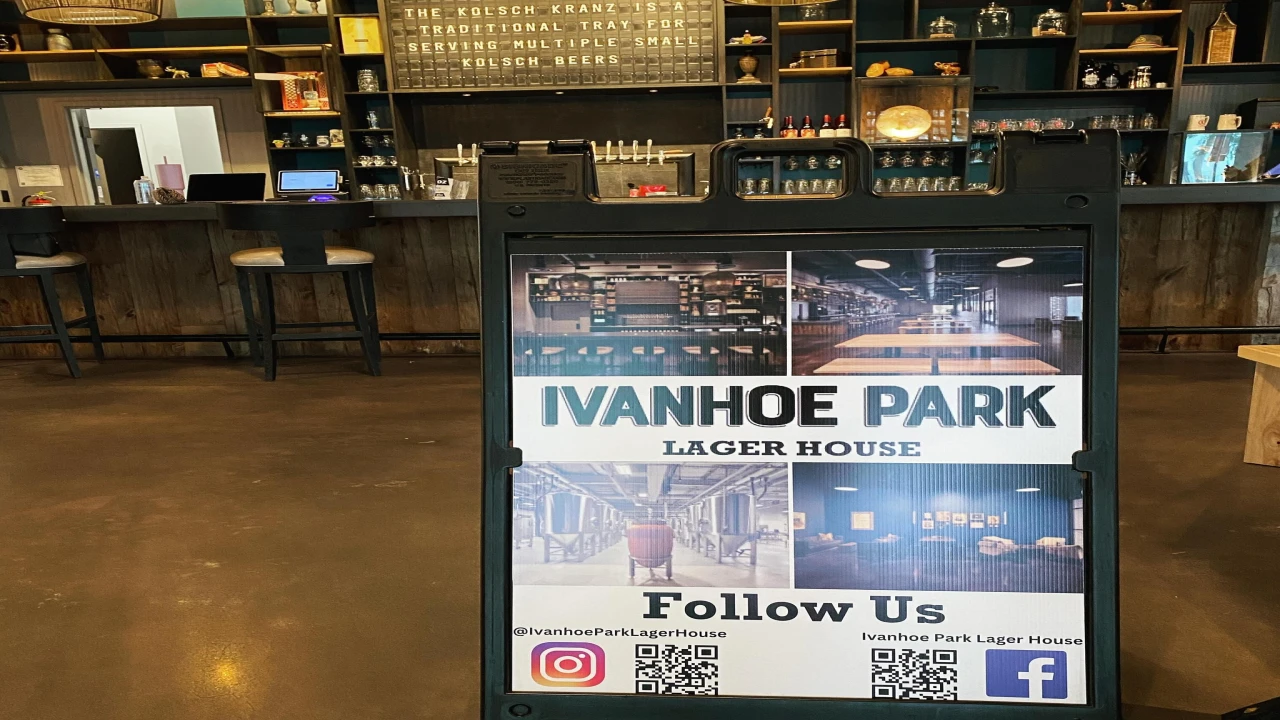 THE KOLSCH KRANZ IS A
TRADITIONAL TRAY FOR
SERVING MULTIPLE SMALL
KOLSCH BEERS
IVANHOE PARK
LAGER HOUSE
Follow Us
@IvanhoeParkLagerHouse
Ivanhoe Park Lager House